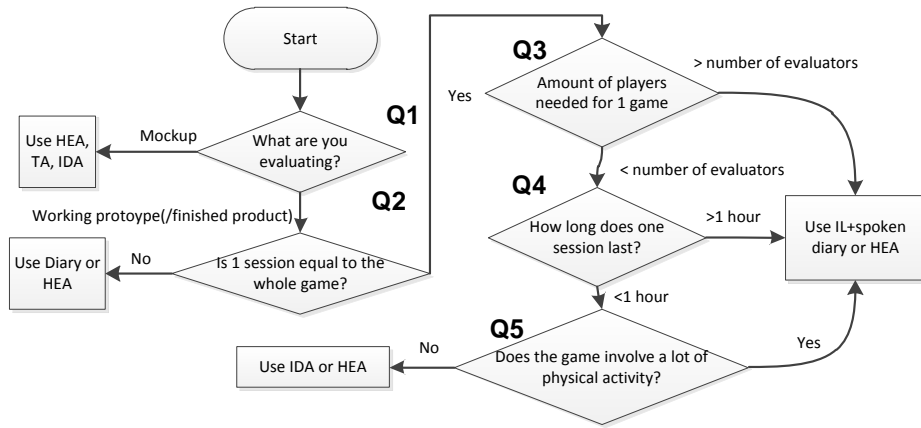 Start
Q1
What are you
evaluating?
Mockup
Use HEA,
TA, IDA
Working protoype(/finished product)
Q2
Is 1 session equal to the
whole game?
No
Use Diary or
HEA
Yes
Q3
Amount of players
needed for 1 game
> number of evaluators
< number of evaluators
Q4
How long does one
session last?
>1 hour
Use IL+spoken
diary or HEA
<1 hour
Q5
Does the game involve a lot of
physical activity?
No
Use IDA or HEA
Yes